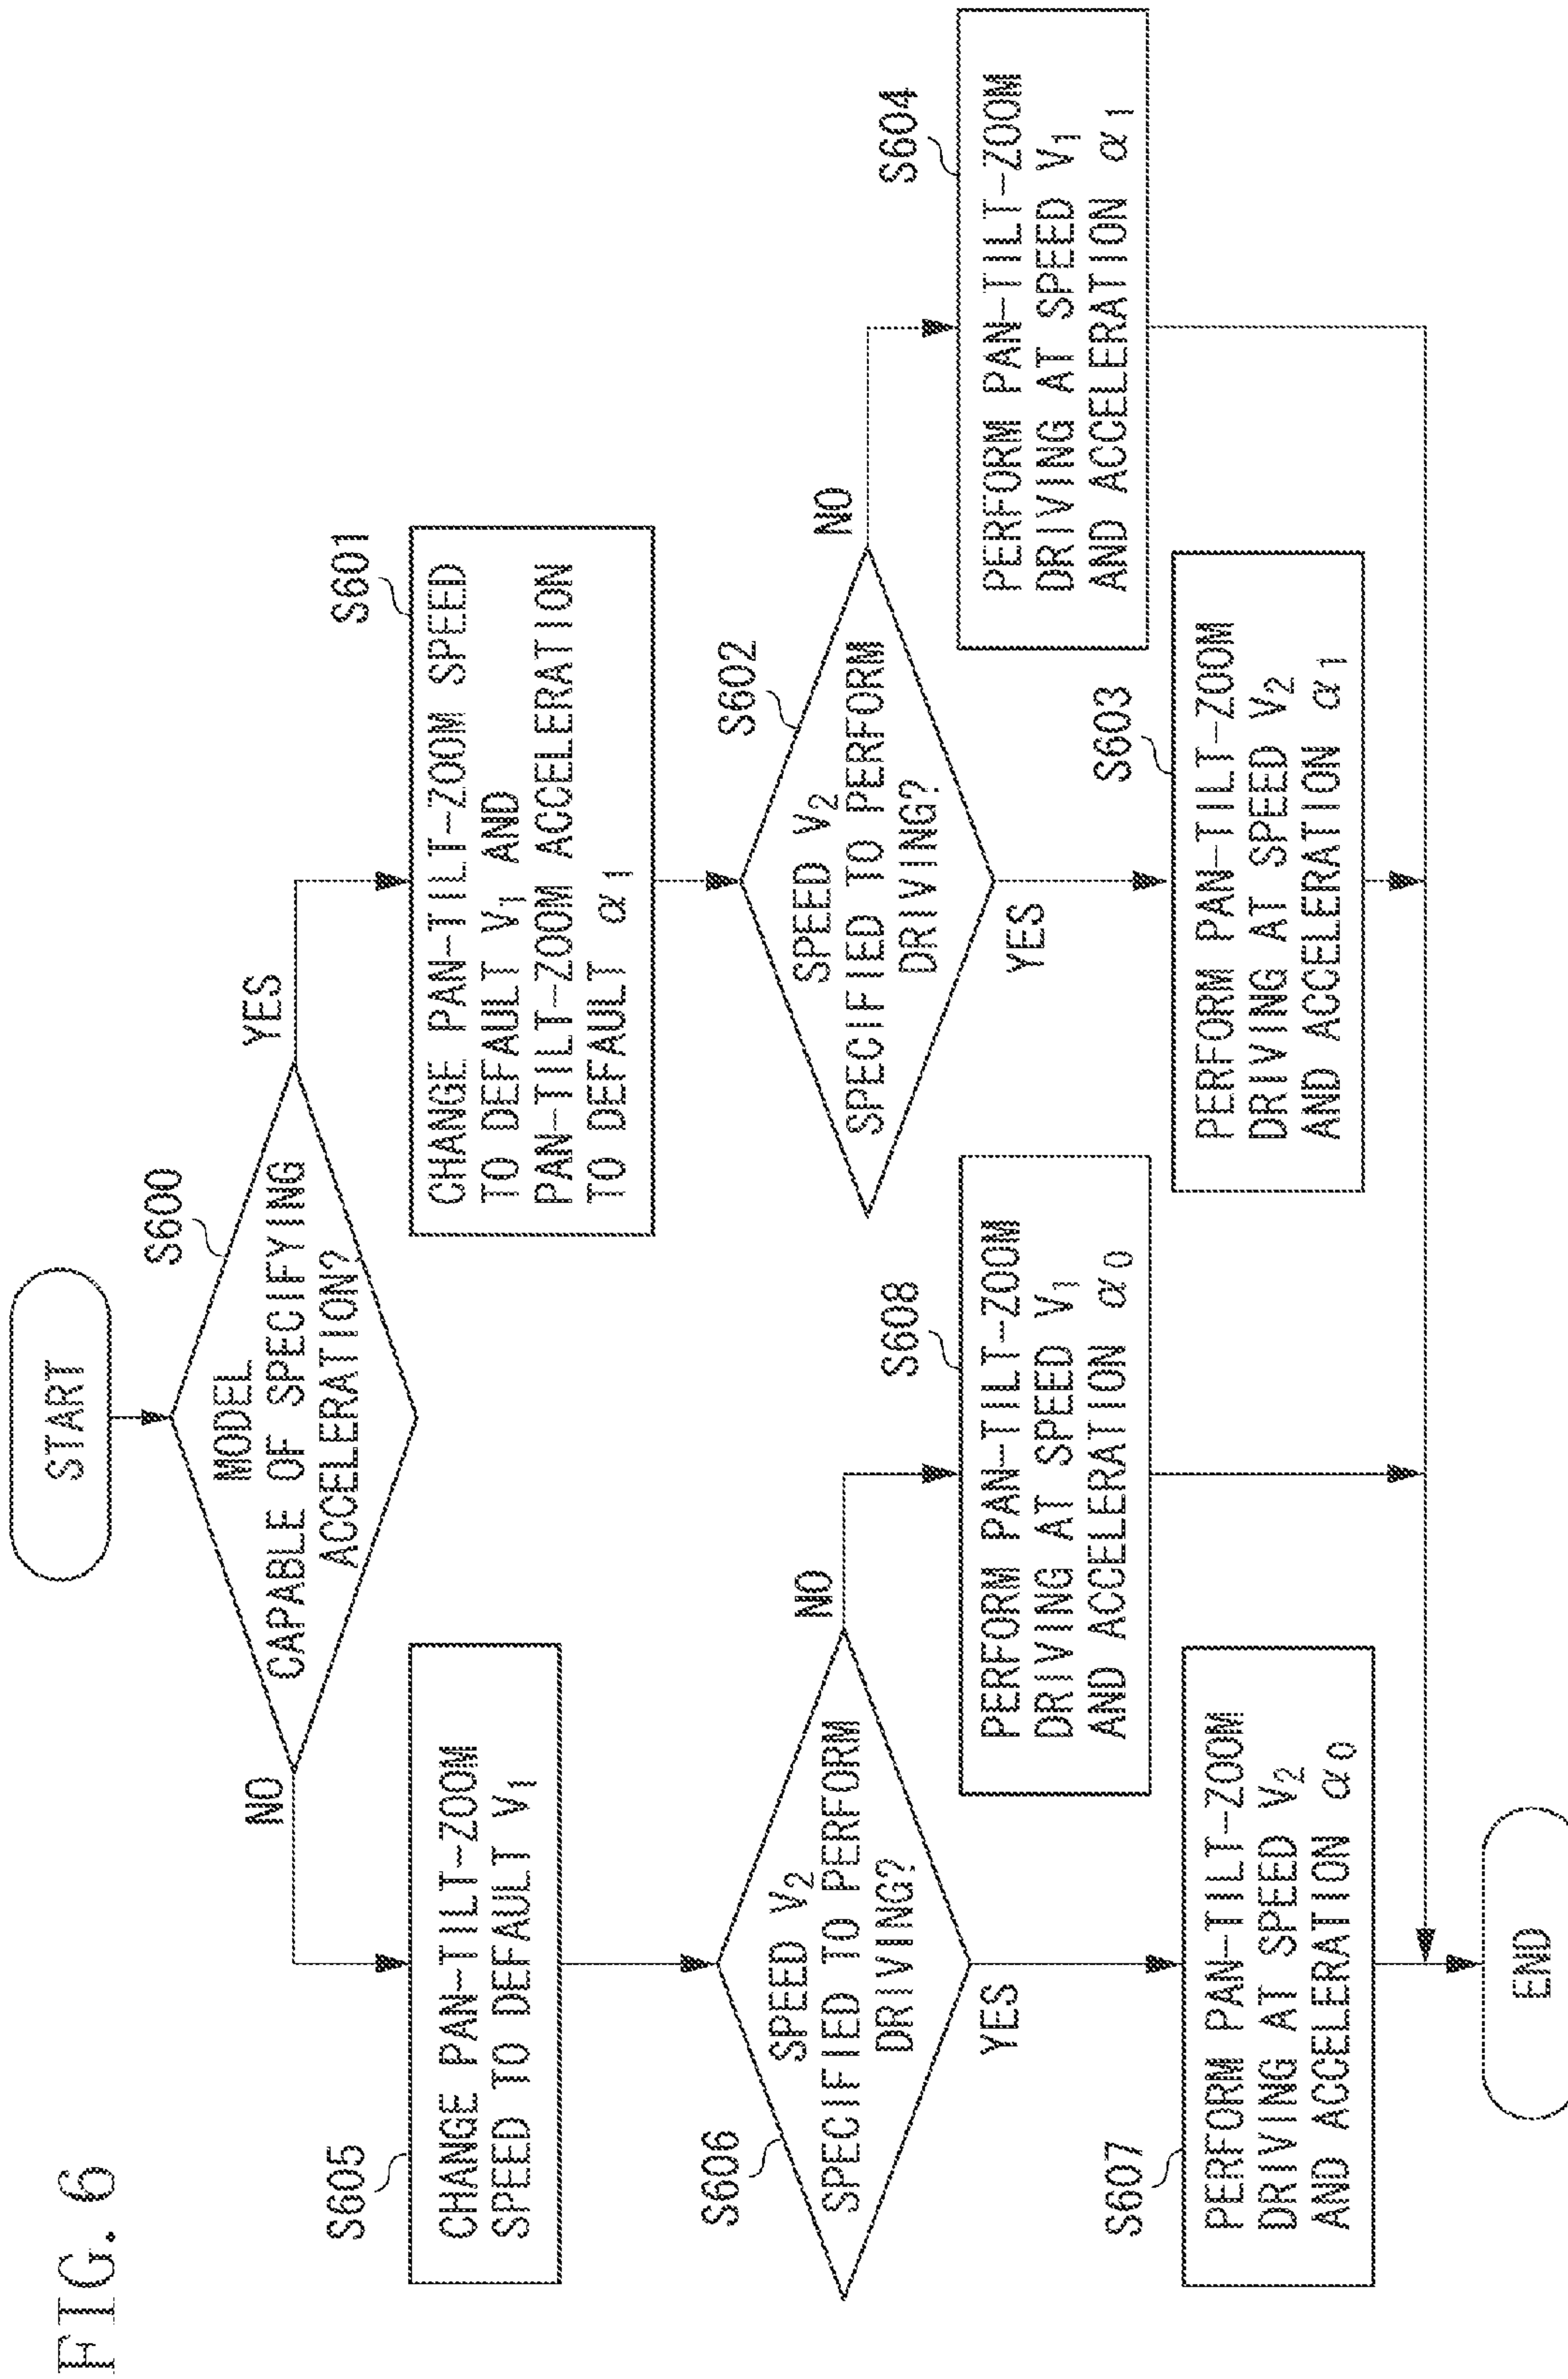 FIG. 6
START
S600
MODEL
CAPABLE OF SPECIFYING
ACCELERATION?
NO
YES
S605
CHANGE PAN-TILT-ZOOM
SPEED TO DEFAULT V1
S601
CHANGE PAN-TILT-ZOOM SPEED
TO DEFAULT V1 AND
PAN-TILT-ZOOM ACCELERATION
TO DEFAULT α1
S606
SPEED V2
SPECIFIED TO PERFORM
DRIVING?
NO
YES
S602
SPEED V2
SPECIFIED TO PERFORM
DRIVING?
NO
YES
S608
PERFORM PAN-TILT-ZOOM
DRIVING AT SPEED V1
AND ACCELERATION α0
S604
PERFORM PAN-TILT-ZOOM
DRIVING AT SPEED V1
AND ACCELERATION α1
S607
PERFORM PAN-TILT-ZOOM
DRIVING AT SPEED V2
AND ACCELERATION α0
S603
PERFORM PAN-TILT-ZOOM
DRIVING AT SPEED V2
AND ACCELERATION α1
END